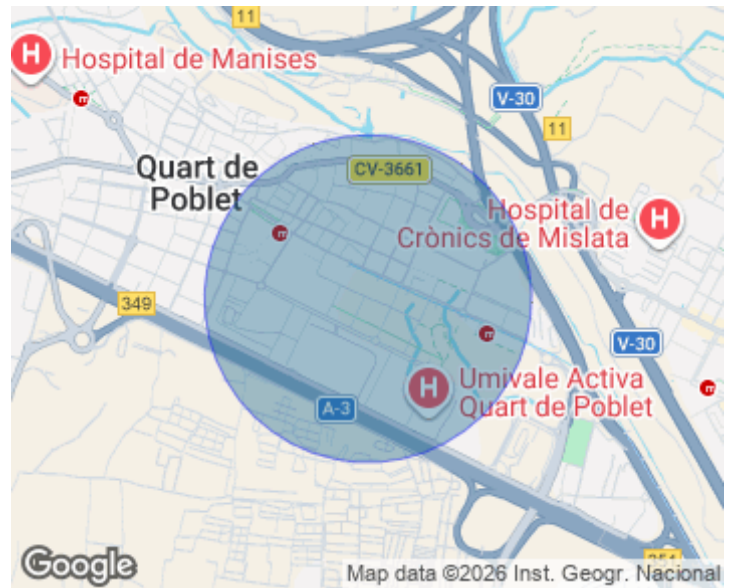 11
H
Hospital de Manises
m
V-30
11
Quart de
Poblet
CV-3661
Hospital de
Crònics de Mislata
H
m
349
m
V-30
H
Umivale Activa
Quart de Poblet
m
A-3
Google
Map data ©2026 Inst. Geogr. Nacional